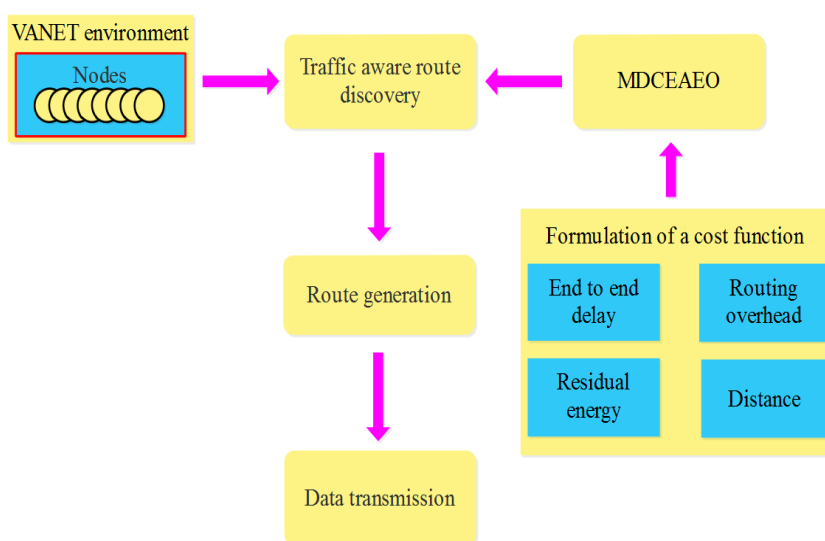 VANET environment
Nodes
Traffic aware route
discovery
MDCEAEO
Formulation of a cost function
End to end
delay
Routing
overhead
Residual
energy
Distance
Route generation
Data transmission